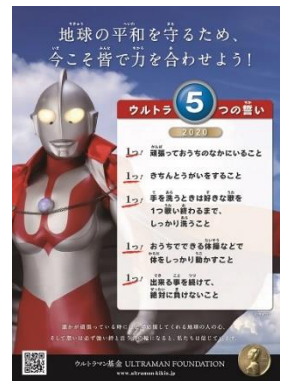 地球の平和を守るため、
今こそ皆で力を合わせよう!
ウルトラ5つの誓い
2020
1つ! 頑張っておうちのなかにいること
1つ! きちんとうがいをすること
1つ! 手を洗うときは好きな歌を
1つ歌い終わるまで、
しっかり洗うこと
1つ! おうちでできる体操などで
体をしっかり動かすこと
1つ! 出来る事を続けて、
絶対に負けないこと
ウルトラマン基金 ULTRAMAN FOUNDATION
www.ultraman-kikin.jp